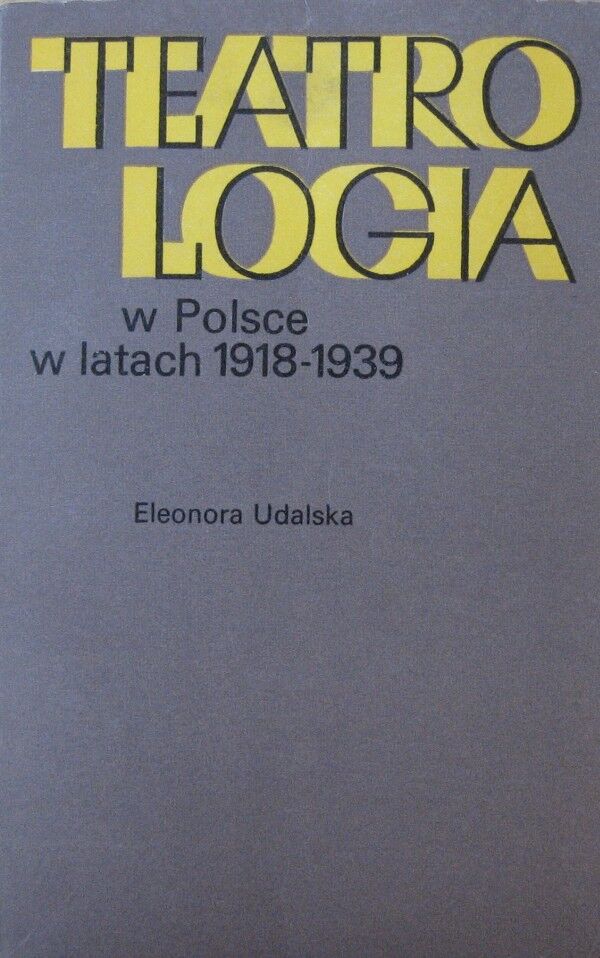 TEATRO
LOGIA
w Polsce
w latach 1918-1939
Eleonora Udalska